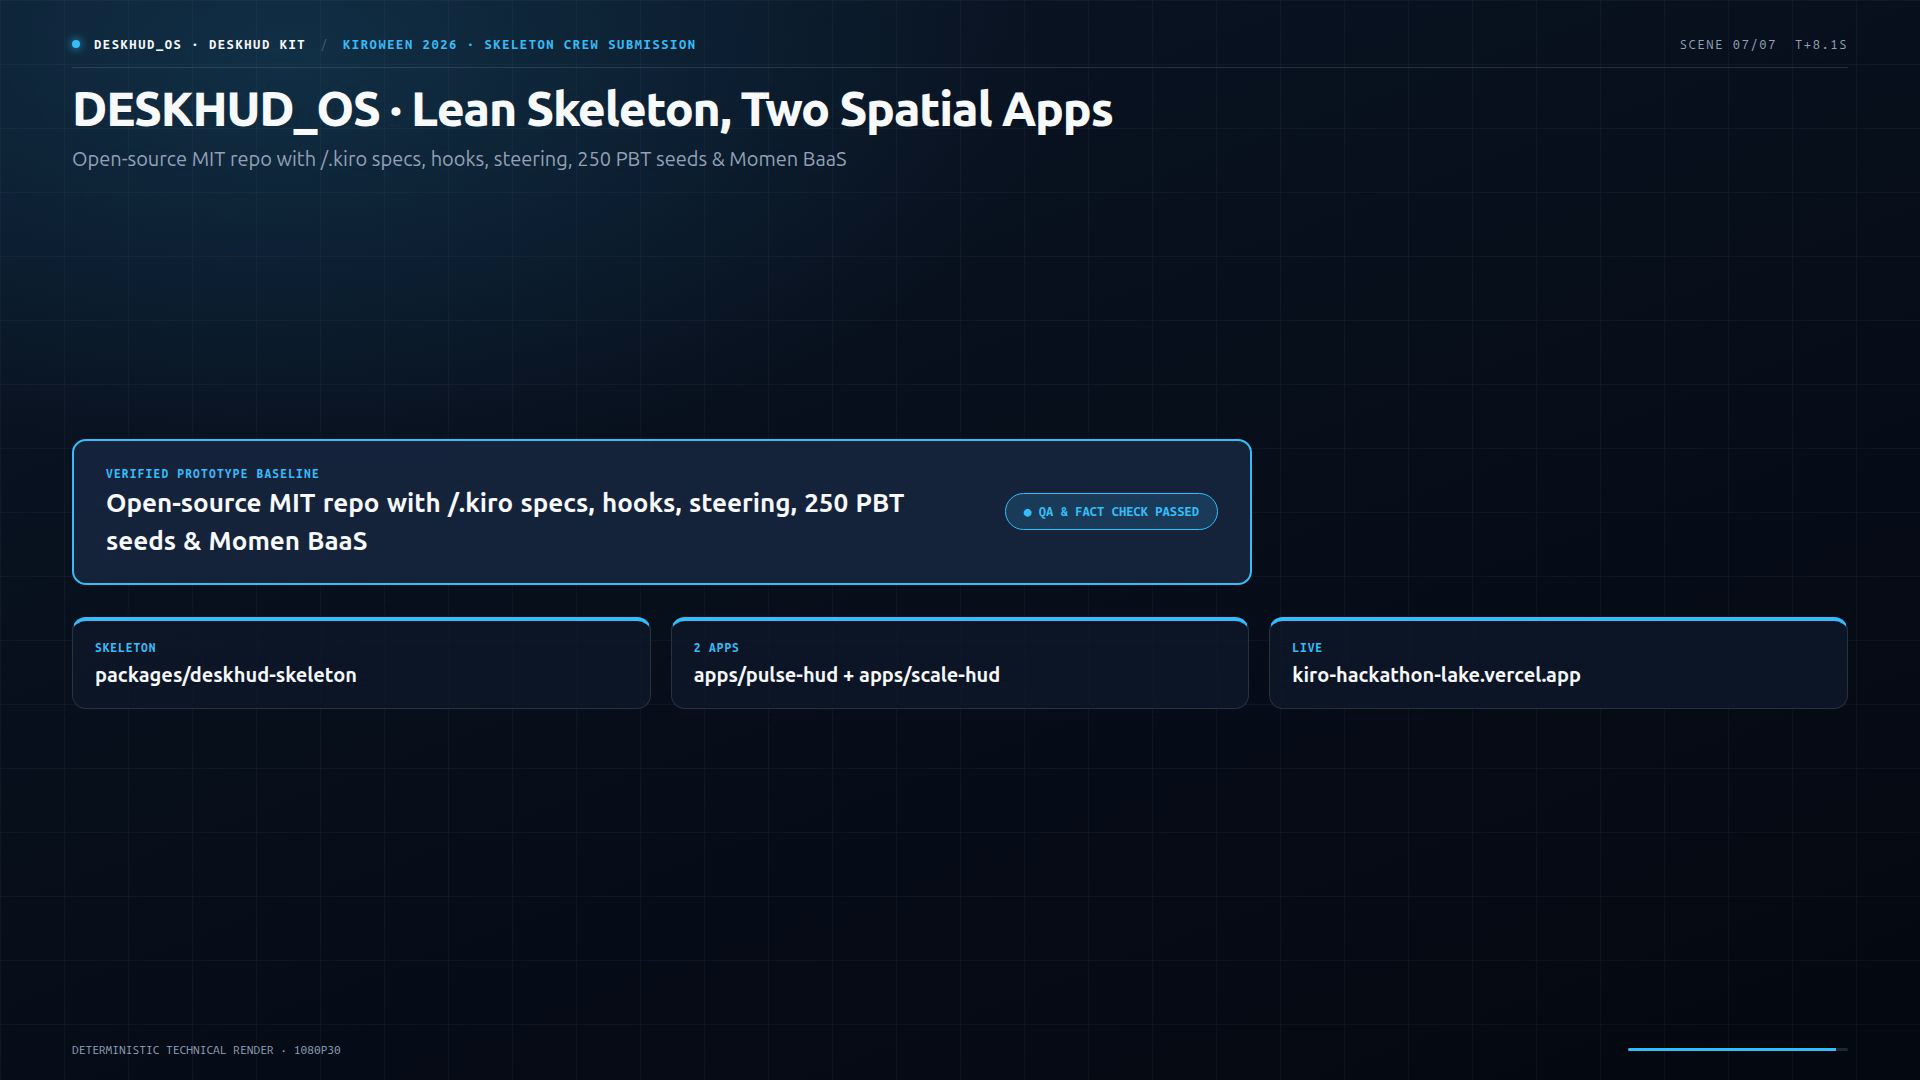 DESKHUD_OS · DESKHUD KIT / KIROWEEN 2026 · SKELETON CREW SUBMISSION
SCENE 07/07 T+8.1S
DESKHUD_OS · Lean Skeleton, Two Spatial Apps
Open-source MIT repo with /.kiro specs, hooks, steering, 250 PBT seeds & Momen BaaS
VERIFIED PROTOTYPE BASELINE
Open-source MIT repo with /.kiro specs, hooks, steering, 250 PBT
seeds & Momen BaaS
● QA & FACT CHECK PASSED
SKELETON
packages/deskhud-skeleton
2 APPS
apps/pulse-hud + apps/scale-hud
LIVE
kiro-hackathon-lake.vercel.app
DETERMINISTIC TECHNICAL RENDER · 1080P30